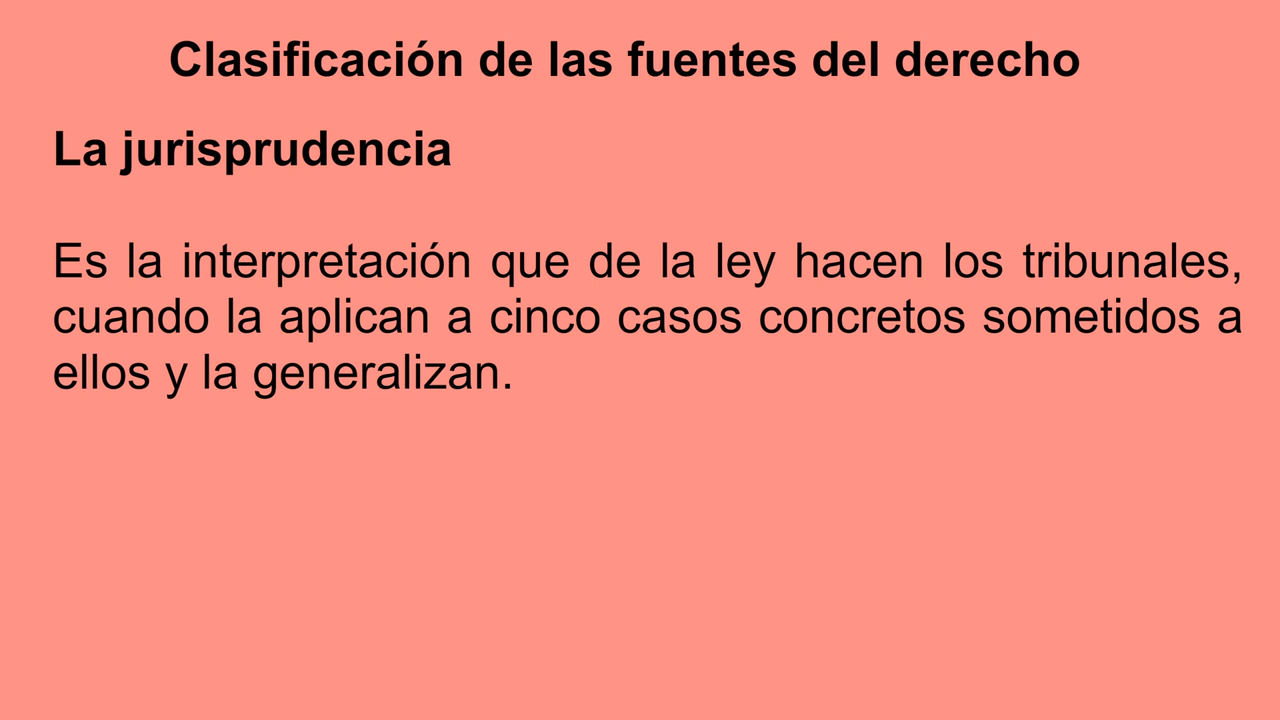 Clasificación de las fuentes del derecho
La jurisprudencia
Es la interpretación que de la ley hacen los tribunales,
cuando la aplican a cinco casos concretos sometidos a
ellos y la generalizan.